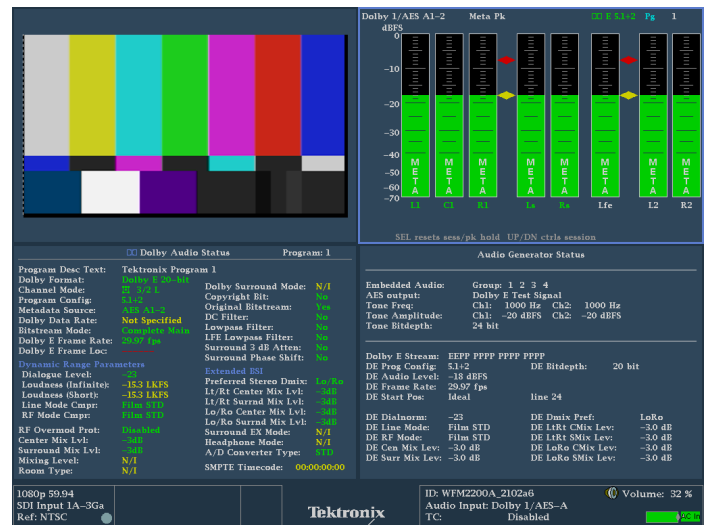 Dolby 1/AES A1-2 Meta Pk E 5.1+2 Pg 1
dBFS
0
-10
-20
-30
-40
-50
-60
-70
META META META META META META META META
L1 C1 R1 Ls Rs Lfe L2 R2
SEL resets sess/pk hold UP/DN ctrls session
Dolby Audio Status Program: 1
Program Desc Text: Tektronix Program 1
Dolby Format: Dolby E 20-bit
Channel Mode: 3/2 L
Program Config: 5.1+2
Metadata Source: AES A1-2
Dolby Data Rate: Not Specified
Bitstream Mode: Complete Main
Dolby E Frame Rate: 29.97 fps
Dolby E Frame Loc:
Dynamic Range Parameters
Dialogue Level: -23
Loudness (Infinite): -15.3 LKFS
Loudness (Short): -15.3 LKFS
Line Mode Cmpr: Film STD
RF Mode Cmpr: Film STD
RF Overmod Prot: Disabled
Center Mix Lvl: -3dB
Surround Mix Lvl: -3dB
Mixing Level: N/I
Room Type: N/I
Dolby Surround Mode: N/I
Copyright Bit: No
Original Bitstream: Yes
DC Filter: No
Lowpass Filter: No
LFE Lowpass Filter: No
Surround 3 dB Atten: No
Surround Phase Shift: No
Extended BSI
Preferred Stereo Dmix: Lo/Ro
Lt/Rt Center Mix Lvl: -3dB
Lt/Rt Surrnd Mix Lvl: -3dB
Lo/Ro Center Mix Lvl: -3dB
Lo/Ro Surrnd Mix Lvl: -3dB
Surround EX Mode: N/I
Headphone Mode: N/I
A/D Converter Type: STD
SMPTE Timecode: 00:00:00:00
Audio Generator Status
Embedded Audio: Group: 1 2 3 4
AES output: Dolby E Test Signal
Tone Freq: Ch1: 1000 Hz Ch2: 1000 Hz
Tone Amplitude: Ch1: -20 dBFS Ch2: -20 dBFS
Tone Bitdepth: 24 bit
Dolby E Stream: EEPP PPPP PPPP PPPP
DE Prog Config: 5.1+2 DE Bitdepth: 20 bit
DE Audio Level: -18 dBFS
DE Frame Rate: 29.97 fps
DE Start Pos: Ideal line 24
DE Dialnorm: -23 DE Dmix Pref: LoRo
DE Line Mode: Film STD DE LtRt CMix Lev: -3.0 dB
DE RF Mode: Film STD DE LtRt SMix Lev: -3.0 dB
DE Cen Mix Lev: -3.0 dB DE LoRo CMix Lev: -3.0 dB
DE Surr Mix Lev: -3.0 dB DE LoRo SMix Lev: -3.0 dB
1080p 59.94
SDI Input 1A-3Ga
Ref: NTSC
Tektronix
ID: WFM2200A_2102a6 Volume: 32 %
Audio Input: Dolby 1/AES-A
TC: Disabled
AC In